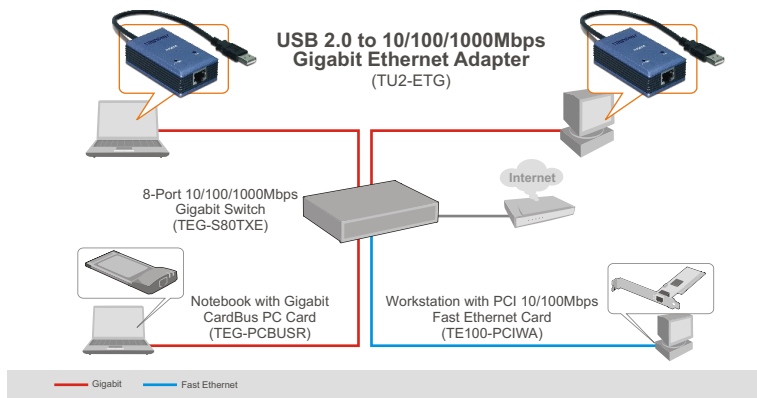 USB 2.0 to 10/100/1000Mbps
Gigabit Ethernet Adapter
(TU2-ETG)
Internet
8-Port 10/100/1000Mbps
Gigabit Switch
(TEG-S80TXE)
Notebook with Gigabit
CardBus PC Card
(TEG-PCBUSR)
Workstation with PCI 10/100Mbps
Fast Ethernet Card
(TE100-PCIWA)
Gigabit
Fast Ethernet